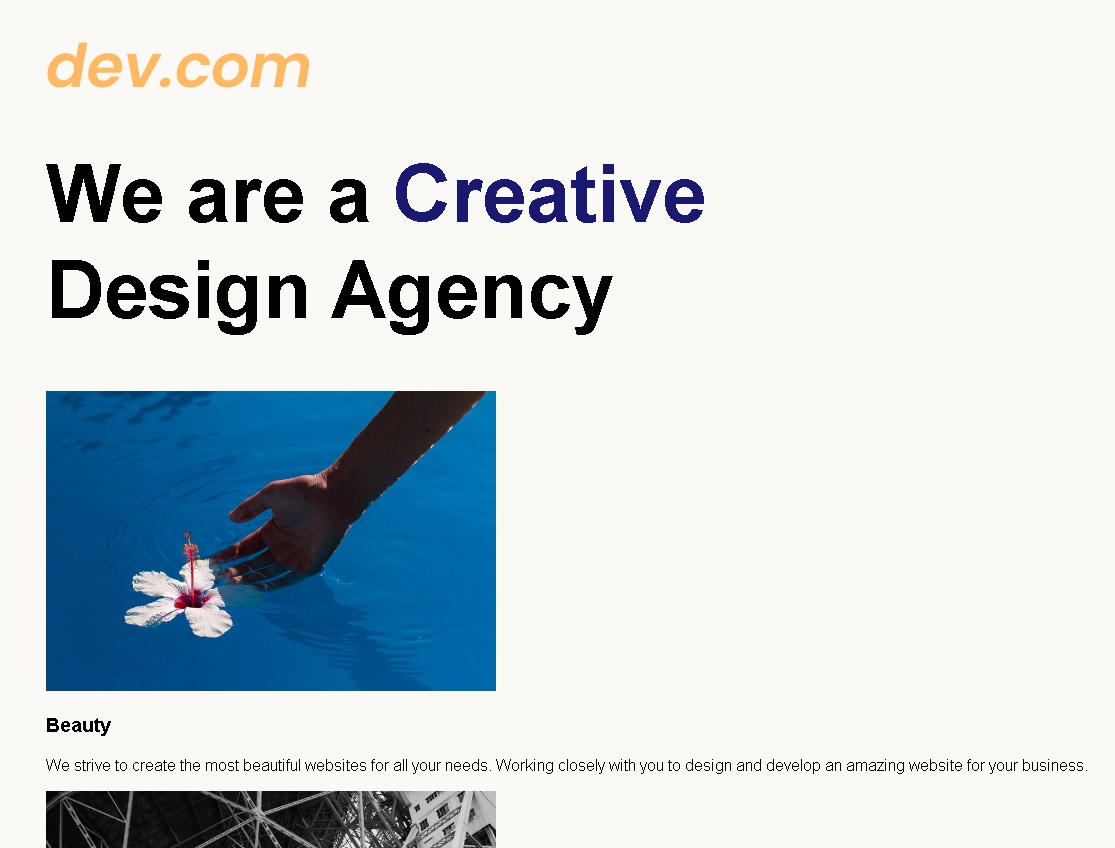 dev.com
We are a Creative
Design Agency
Beauty
We strive to create the most beautiful websites for all your needs. Working closely with you to design and develop an amazing website for your business.